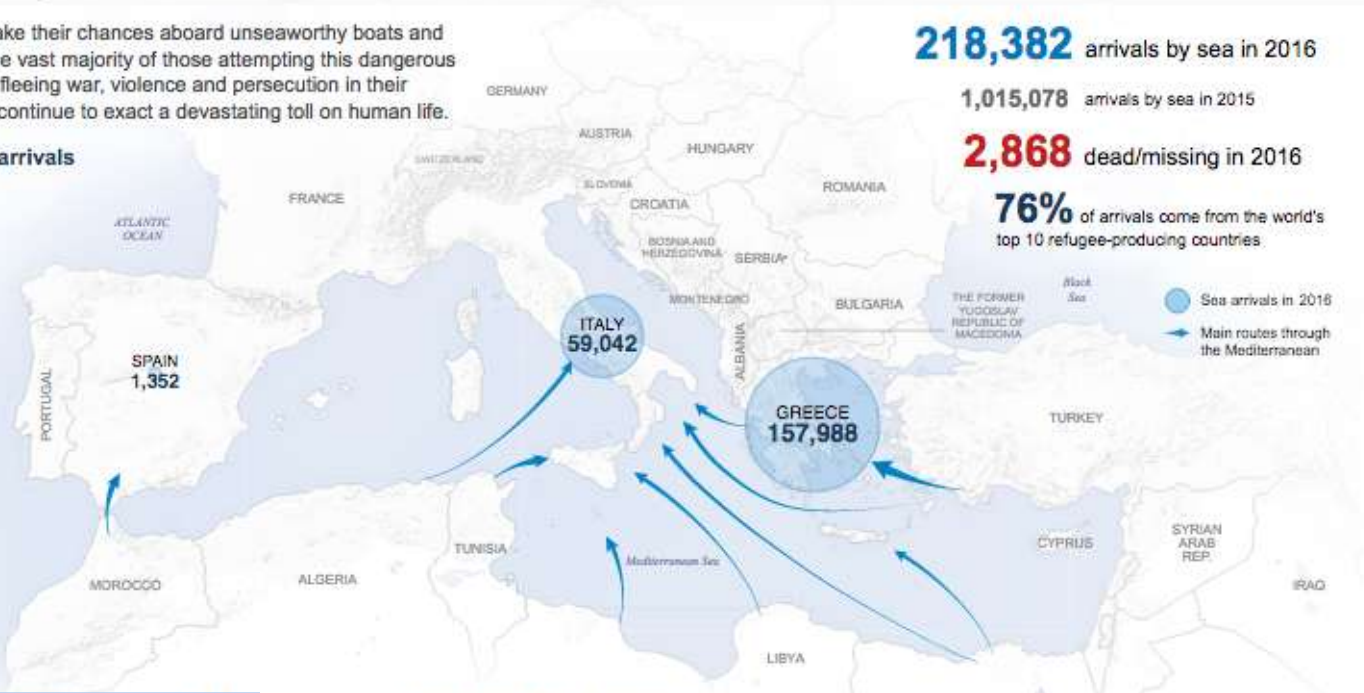 ake their chances aboard unseaworthy boats and
e vast majority of those attempting this dangerous
fleeing war, violence and persecution in their
continue to exact a devastating toll on human life.
arrivals
218,382 arrivals by sea in 2016
1,015,078 arrivals by sea in 2015
2,868 dead/missing in 2016
76% of arrivals come from the world's
top 10 refugee-producing countries
Sea arrivals in 2016
Main routes through
the Mediterranean
GERMANY
AUSTRIA
HUNGARY
SWITZERLAND
SLOVENIA
FRANCE
CROATIA
ROMANIA
ATLANTIC
OCEAN
BOSNIA AND
HERZEGOVINA
SERBIA
MONTENEGRO
BULGARIA
THE FORMER
YUGOSLAV
REPUBLIC OF
MACEDONIA
Black
Sea
ITALY
59,042
ALBANIA
SPAIN
1,352
PORTUGAL
GREECE
157,988
TURKEY
CYPRUS
SYRIAN
ARAB
REP.
IRAQ
TUNISIA
Mediterranean Sea
MOROCCO
ALGERIA
LIBYA